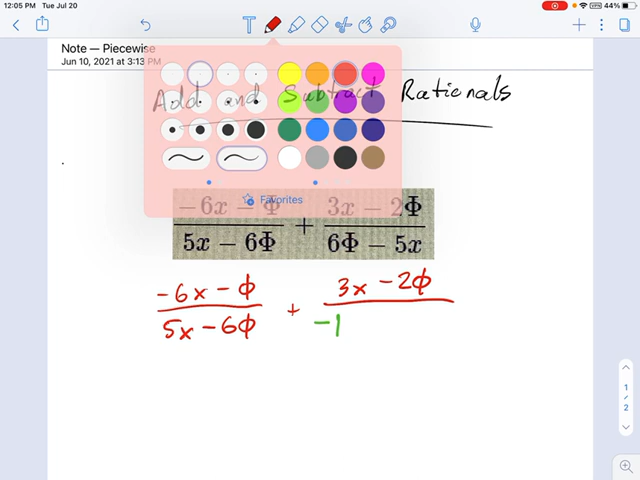 12:05 PM Tue Jul 20 44%
T
Note — Piecewise
Jun 10, 2021 at 3:13 PM
Add and Subtract Rationals
Favorites
-6x - Φ 3x - 2Φ
+
5x - 6Φ 6Φ - 5x
-6x - φ 3x - 2φ
+
5x - 6φ -1
1
2